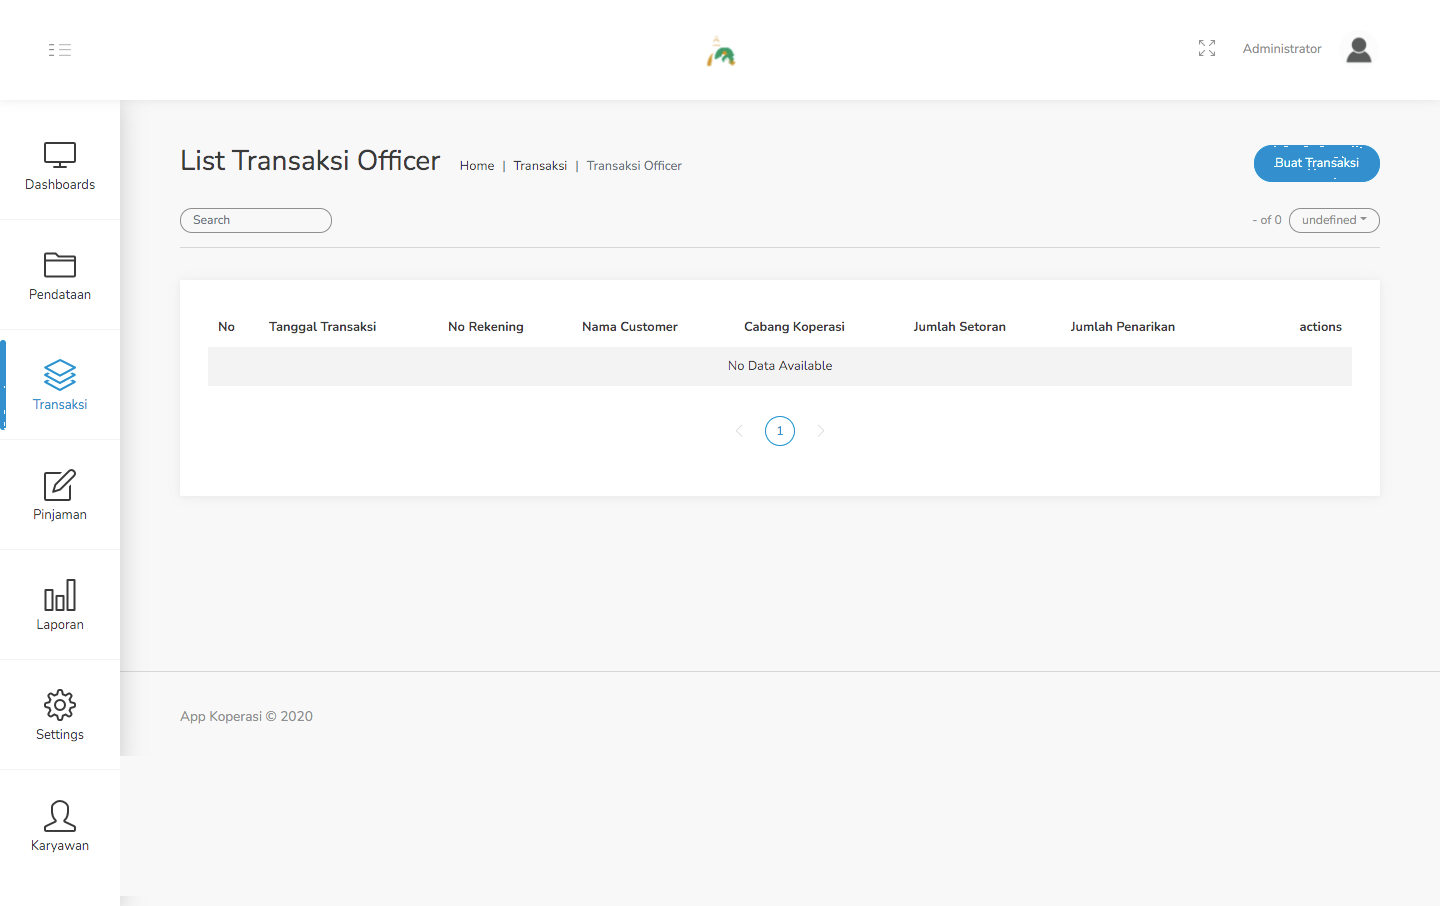 Administrator
Dashboards
Pendataan
Transaksi
Pinjaman
Laporan
Settings
Karyawan
List Transaksi Officer
Home | Transaksi | Transaksi Officer
Buat Transaksi
Search
- of 0
undefined
No Tanggal Transaksi No Rekening Nama Customer Cabang Koperasi Jumlah Setoran Jumlah Penarikan actions
No Data Available
1
App Koperasi © 2020